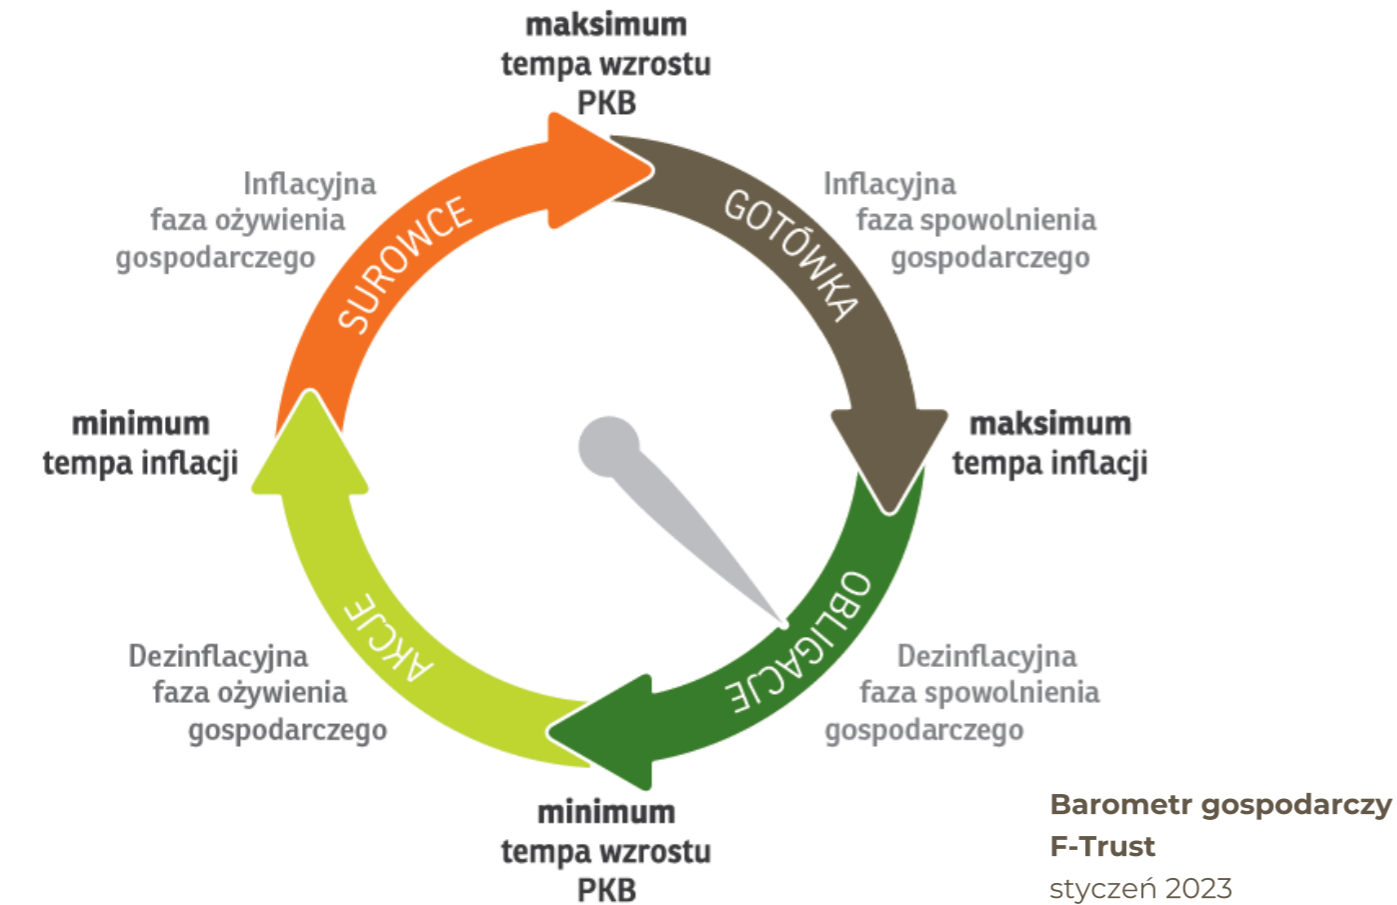 maksimum
tempa wzrostu
PKB
Inflacyjna
faza ożywienia
gospodarczego
SUROWCE
GOTÓWKA
Inflacyjna
faza spowolnienia
gospodarczego
minimum
tempa inflacji
maksimum
tempa inflacji
AKCJE
OBLIGACJE
Dezinflacyjna
faza ożywienia
gospodarczego
Dezinflacyjna
faza spowolnienia
gospodarczego
minimum
tempa wzrostu
PKB
Barometr gospodarczy
F-Trust
styczeń 2023